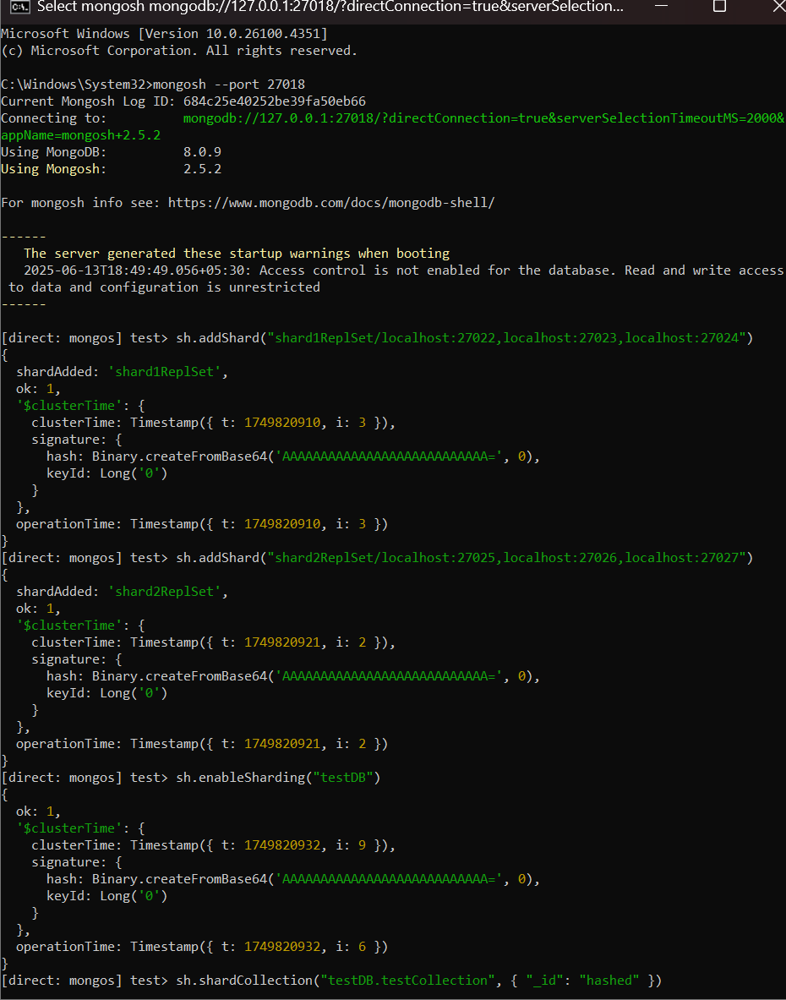 Select mongosh mongodb://127.0.0.1:27018/?directConnection=true&serverSelection...
Microsoft Windows [Version 10.0.26100.4351]
(c) Microsoft Corporation. All rights reserved.

C:\Windows\System32>mongosh --port 27018
Current Mongosh Log ID: 684c25e40252be39fa50eb66
Connecting to:          mongodb://127.0.0.1:27018/?directConnection=true&serverSelectionTimeoutMS=2000&
appName=mongosh+2.5.2
Using MongoDB:          8.0.9
Using Mongosh:          2.5.2

For mongosh info see: https://www.mongodb.com/docs/mongodb-shell/

------
   The server generated these startup warnings when booting
   2025-06-13T18:49:49.056+05:30: Access control is not enabled for the database. Read and write access
 to data and configuration is unrestricted
------

[direct: mongos] test> sh.addShard("shard1ReplSet/localhost:27022,localhost:27023,localhost:27024")
{
  shardAdded: 'shard1ReplSet',
  ok: 1,
  '$clusterTime': {
    clusterTime: Timestamp({ t: 1749820910, i: 3 }),
    signature: {
      hash: Binary.createFromBase64('AAAAAAAAAAAAAAAAAAAAAAAAAAA=', 0),
      keyId: Long('0')
    }
  },
  operationTime: Timestamp({ t: 1749820910, i: 3 })
}
[direct: mongos] test> sh.addShard("shard2ReplSet/localhost:27025,localhost:27026,localhost:27027")
{
  shardAdded: 'shard2ReplSet',
  ok: 1,
  '$clusterTime': {
    clusterTime: Timestamp({ t: 1749820921, i: 2 }),
    signature: {
      hash: Binary.createFromBase64('AAAAAAAAAAAAAAAAAAAAAAAAAAA=', 0),
      keyId: Long('0')
    }
  },
  operationTime: Timestamp({ t: 1749820921, i: 2 })
}
[direct: mongos] test> sh.enableSharding("testDB")
{
  ok: 1,
  '$clusterTime': {
    clusterTime: Timestamp({ t: 1749820932, i: 9 }),
    signature: {
      hash: Binary.createFromBase64('AAAAAAAAAAAAAAAAAAAAAAAAAAA=', 0),
      keyId: Long('0')
    }
  },
  operationTime: Timestamp({ t: 1749820932, i: 6 })
}
[direct: mongos] test> sh.shardCollection("testDB.testCollection", { "_id": "hashed" })